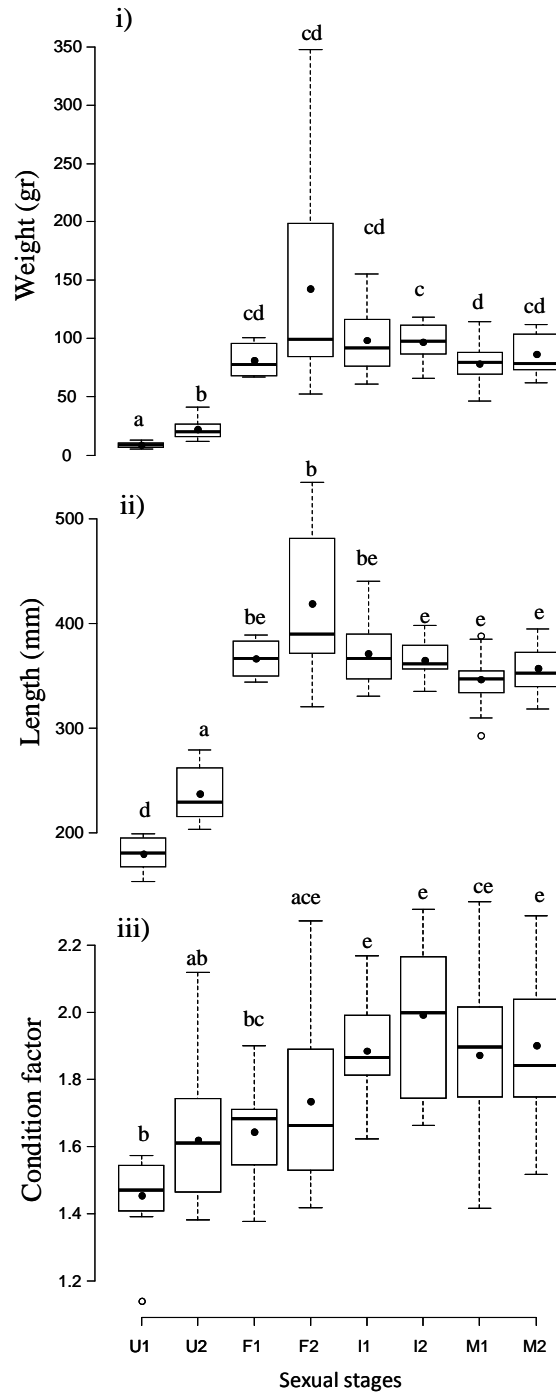 i)
Weight (gr)
350
300
250
200
150
100
50
0
a
b
cd
cd
cd
c
d
cd
ii)
Length (mm)
500
400
300
200
d
a
be
b
be
e
e
e
iii)
Condition factor
2.2
2.0
1.8
1.6
1.4
1.2
b
ab
bc
ace
e
e
ce
e
U1 U2 F1 F2 I1 I2 M1 M2
Sexual stages